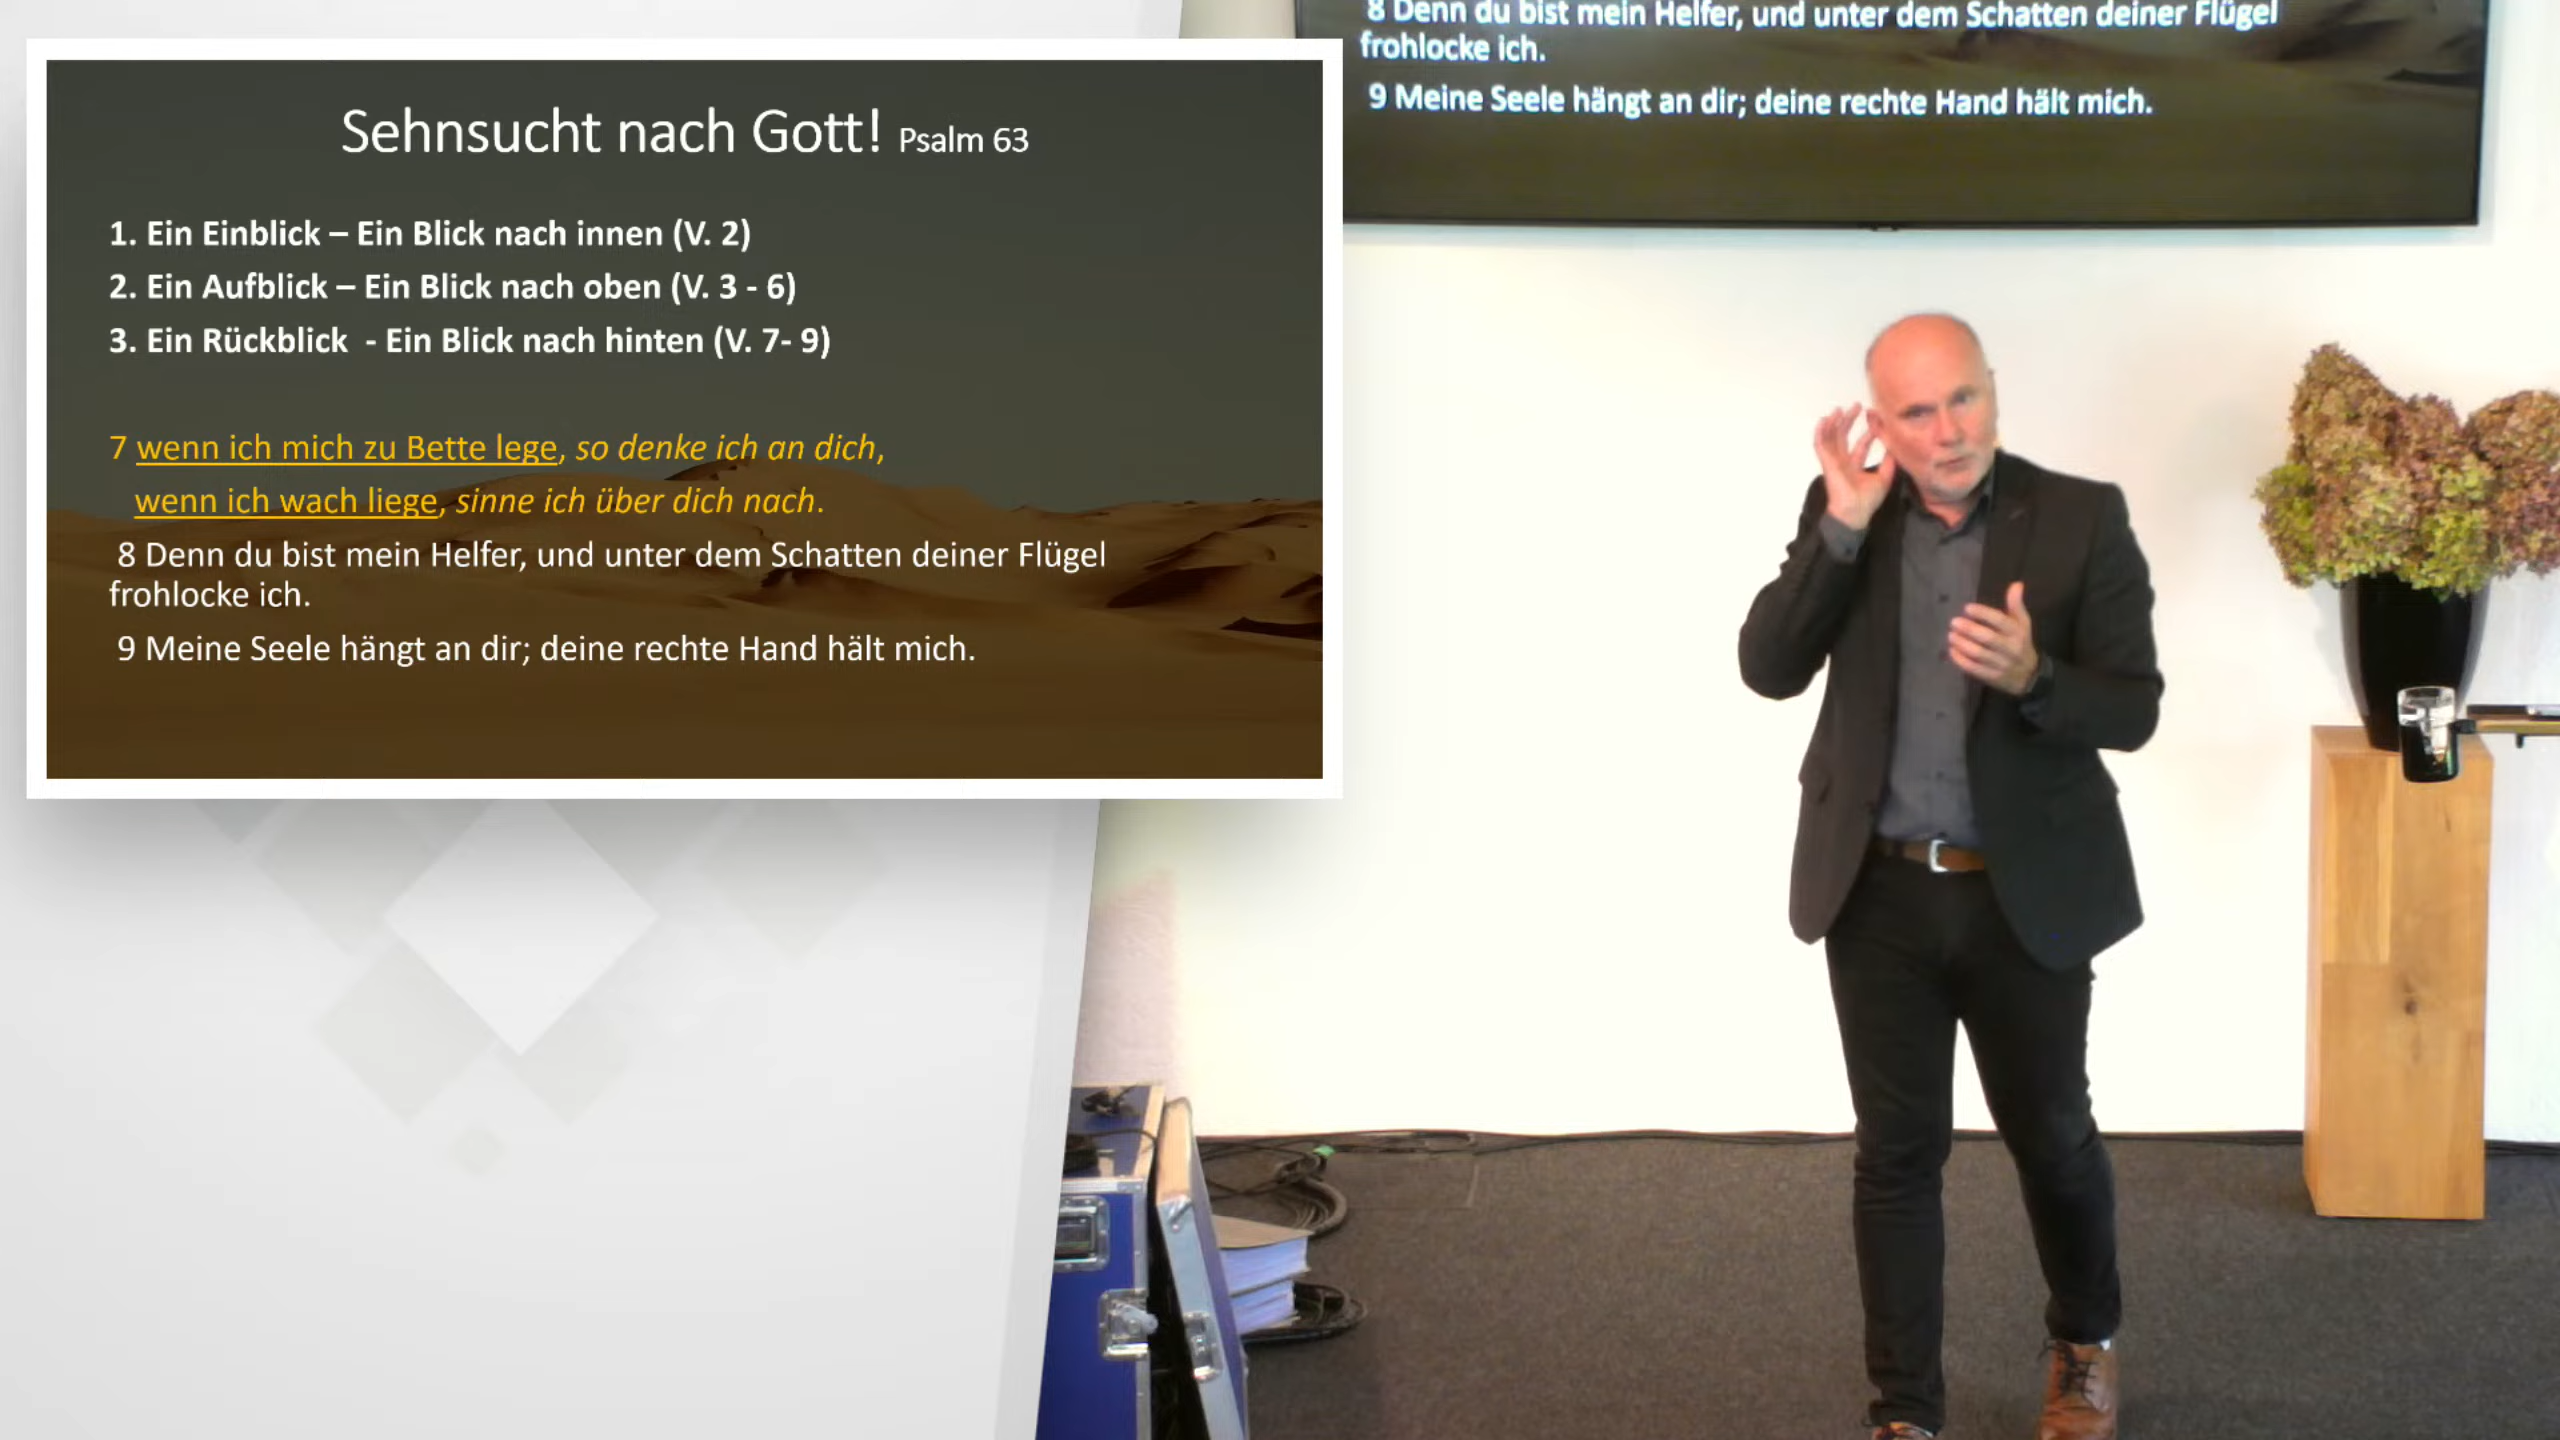 Sehnsucht nach Gott! Psalm 63
1. Ein Einblick – Ein Blick nach innen (V. 2)
2. Ein Aufblick – Ein Blick nach oben (V. 3 - 6)
3. Ein Rückblick  - Ein Blick nach hinten (V. 7- 9)
7 wenn ich mich zu Bette lege, so denke ich an dich,
wenn ich wach liege, sinne ich über dich nach.
8 Denn du bist mein Helfer, und unter dem Schatten deiner Flügel
frohlocke ich.
9 Meine Seele hängt an dir; deine rechte Hand hält mich.
8 Denn du bist mein Helfer, und unter dem Schatten deiner Flügel
frohlocke ich.
9 Meine Seele hängt an dir; deine rechte Hand hält mich.